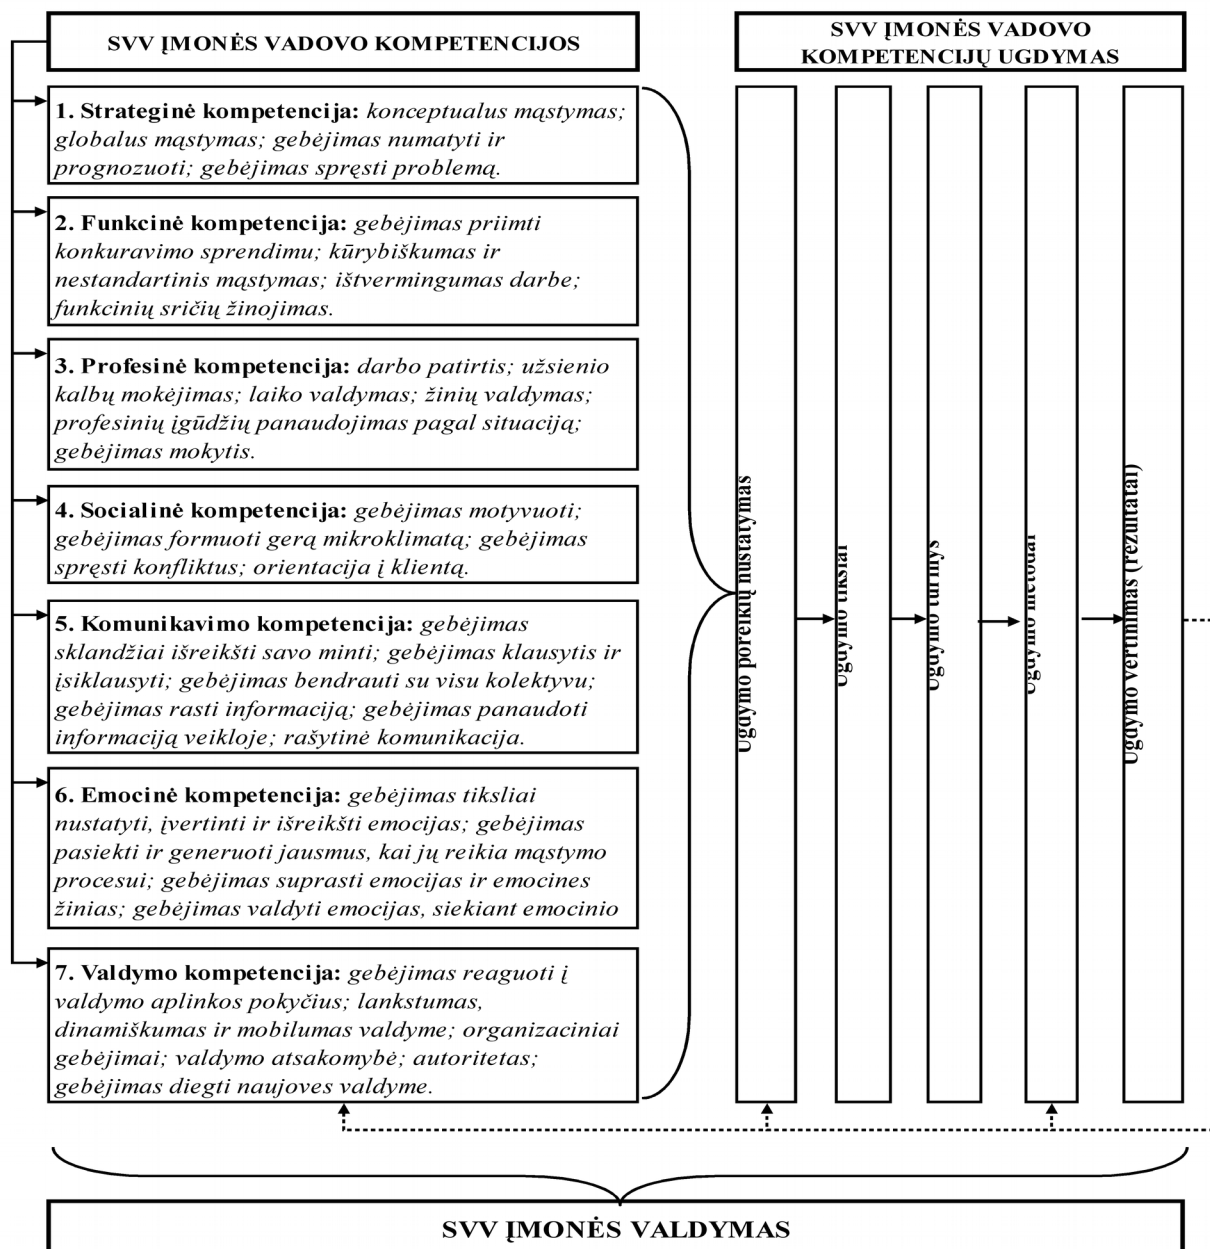 SVV ĮMONĖS VADOVO KOMPETENCIJOS
SVV ĮMONĖS VADOVO
KOMPETENCIJŲ UGDYMAS
1. Strateginė kompetencija: konceptualus mąstymas;
globalus mąstymas; gebėjimas numatyti ir
prognozuoti; gebėjimas spręsti problemą.
2. Funkcinė kompetencija: gebėjimas priimti
konkuravimo sprendimu; kūrybiškumas ir
nestandartinis mąstymas; ištvermingumas darbe;
funkcinių sričių žinojimas.
3. Profesinė kompetencija: darbo patirtis; užsienio
kalbų mokėjimas; laiko valdymas; žinių valdymas;
profesinių įgūdžių panaudojimas pagal situaciją;
gebėjimas mokytis.
4. Socialinė kompetencija: gebėjimas motyvuoti;
gebėjimas formuoti gerą mikroklimatą; gebėjimas
spręsti konfliktus; orientacija į klientą.
5. Komunikavimo kompetencija: gebėjimas
sklandžiai išreikšti savo minti; gebėjimas klausytis ir
įsiklausyti; gebėjimas bendrauti su visu kolektyvu;
gebėjimas rasti informaciją; gebėjimas panaudoti
informaciją veikloje; rašytinė komunikacija.
6. Emocinė kompetencija: gebėjimas tiksliai
nustatyti, įvertinti ir išreikšti emocijas; gebėjimas
pasiekti ir generuoti jausmus, kai jų reikia mąstymo
procesui; gebėjimas suprasti emocijas ir emocines
žinias; gebėjimas valdyti emocijas, siekiant emocinio
7. Valdymo kompetencija: gebėjimas reaguoti į
valdymo aplinkos pokyčius; lankstumas,
dinamiškumas ir mobilumas valdyme; organizaciniai
gebėjimai; valdymo atsakomybė; autoritetas;
gebėjimas diegti naujoves valdyme.
Ugdymo poreikių nustatymas
Ugdymo tikslai
Ugdymo turinys
Ugdymo metodai
Ugdymo vertinimas (rezultatai)
SVV ĮMONĖS VALDYMAS